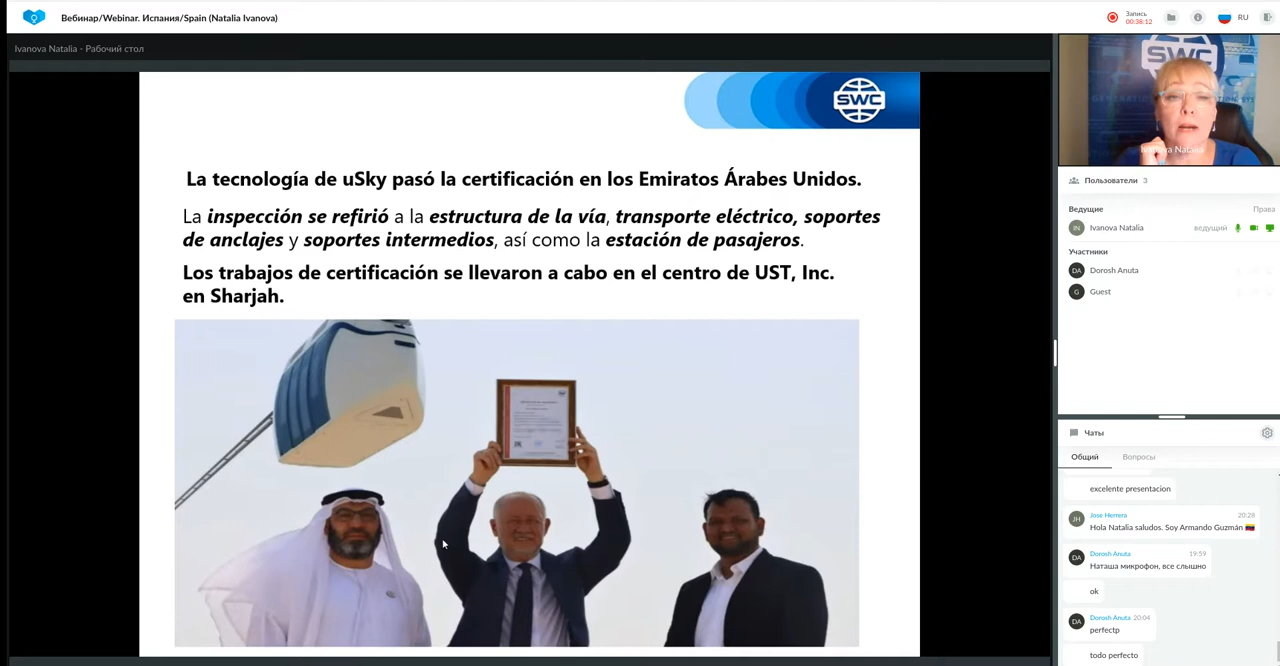 Вебинар/Webinar. Испания/Spain (Natalia Ivanova)
Запись
00:38:12
RU
Ivanova Natalia - Рабочий стол
SWC
La tecnología de uSky pasó la certificación en los Emiratos Árabes Unidos.
La inspección se refirió a la estructura de la vía, transporte eléctrico, soportes
de anclajes y soportes intermedios, así como la estación de pasajeros.
Los trabajos de certificación se llevaron a cabo en el centro de UST, Inc.
en Sharjah.
SWC
Ivanova Natalia
Пользователи 3
Ведущие Права
IN Ivanova Natalia ведущий
Участники
DA Dorosh Anuta
G Guest
Чаты
Общий Вопросы
excelente presentacion
JH Jose Herrera 20:28
Hola Natalia saludos. Soy Armando Guzmán
DA Dorosh Anuta 19:59
Наташа микрофон, все слышно
ok
DA Dorosh Anuta 20:04
perfectp
todo perfecto